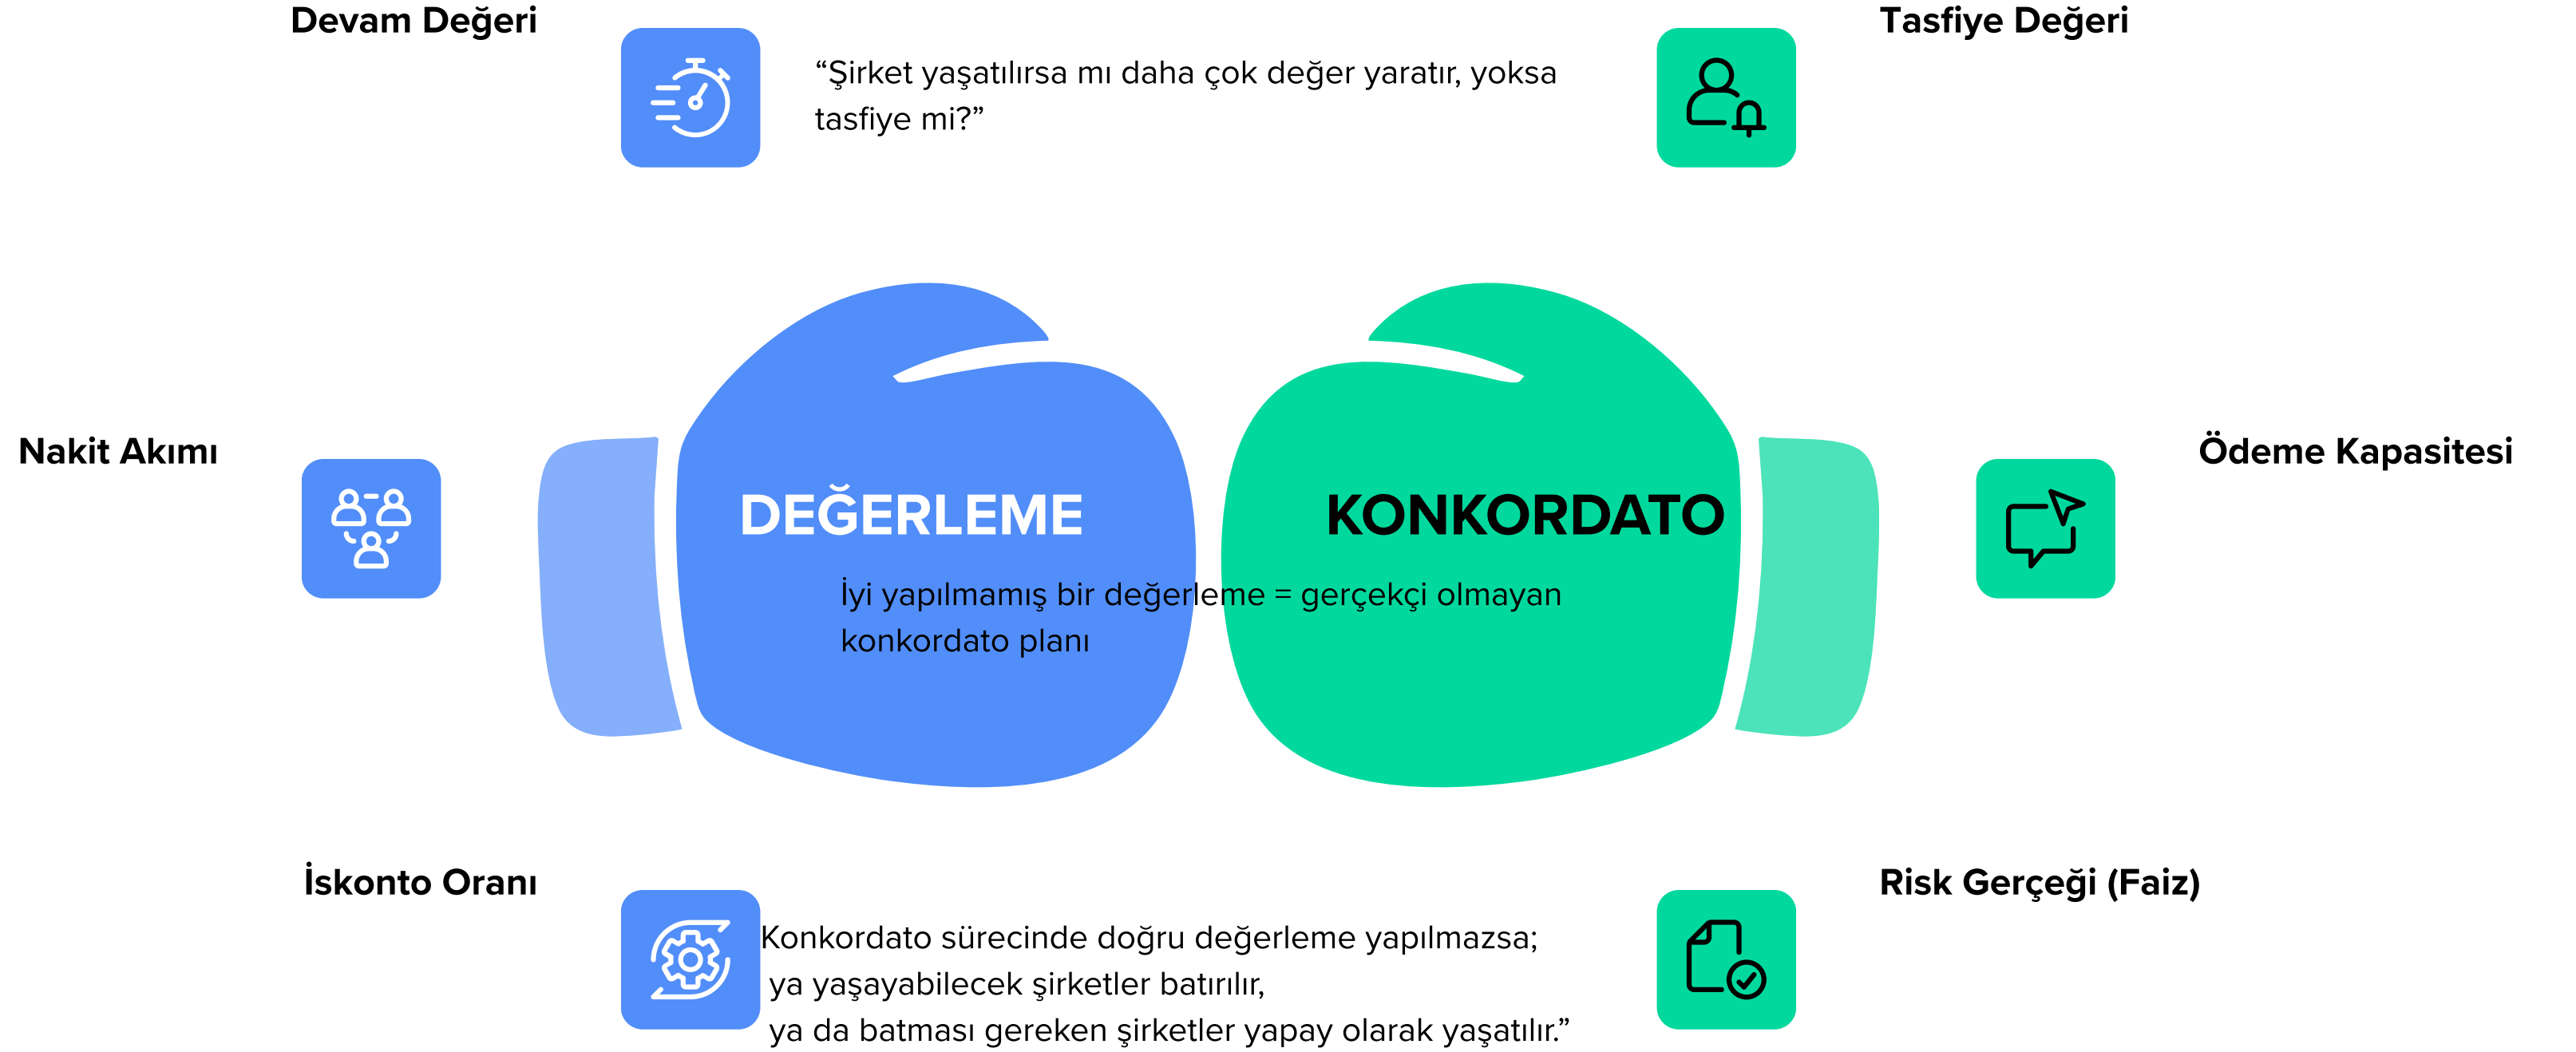 Devam Değeri
Tasfiye Değeri
“Şirket yaşatılırsa mı daha çok değer yaratır, yoksa
tasfiye mi?”
Nakit Akımı
Ödeme Kapasitesi
DEĞERLEME
KONKORDATO
İyi yapılmamış bir değerleme = gerçekçi olmayan
konkordato planı
İskonto Oranı
Risk Gerçeği (Faiz)
Konkordato sürecinde doğru değerleme yapılmazsa;
ya yaşayabilecek şirketler batırılır,
ya da batması gereken şirketler yapay olarak yaşatılır.”